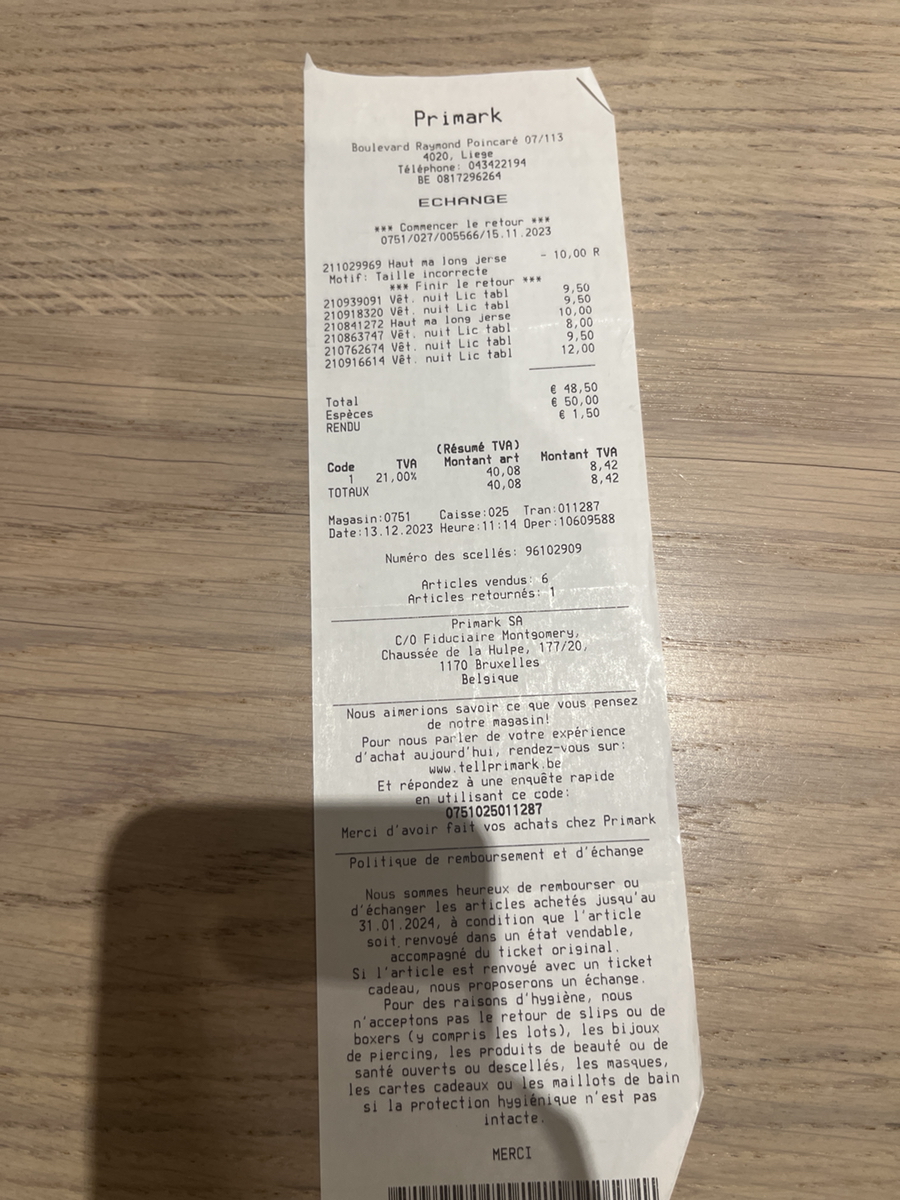 Primark
Boulevard Raymond Poincaré 07/113
4020, Liege
Téléphone: 043422194
BE 0817296264
ECHANGE
*** Commencer le retour ***
0751/027/005566/15.11.2023
211029969 Haut ma long jerse - 10,00 R
Motif: Taille incorrecte
*** Finir le retour ***
210939091 Vêt. nuit Lic tabl 9,50
210918320 Vêt. nuit Lic tabl 9,50
210841272 Haut ma long jerse 10,00
210863747 Vêt. nuit Lic tabl 8,00
210762674 Vêt. nuit Lic tabl 9,50
210916614 Vêt. nuit Lic tabl 12,00
Total € 48,50
Espèces € 50,00
RENDU € 1,50
(Résumé TVA)
Code TVA Montant art Montant TVA
1 21,00% 40,08 8,42
TOTAUX 40,08 8,42
Magasin:0751 Caisse:025 Tran:011287
Date:13.12.2023 Heure:11:14 Oper:10609588
Numéro des scellés: 96102909
Articles vendus: 6
Articles retournés: 1
Primark SA
C/O Fiduciaire Montgomery,
Chaussée de la Hulpe, 177/20,
1170 Bruxelles
Belgique
Nous aimerions savoir ce que vous pensez
de notre magasin!
Pour nous parler de votre expérience
d'achat aujourd'hui, rendez-vous sur:
www.tellprimark.be
Et répondez à une enquête rapide
en utilisant ce code:
0751025011287
Merci d'avoir fait vos achats chez Primark
Politique de remboursement et d'échange
Nous sommes heureux de rembourser ou
d'échanger les articles achetés jusqu'au
31.01.2024, à condition que l'article
soit renvoyé dans un état vendable,
accompagné du ticket original.
Si l'article est renvoyé avec un ticket
cadeau, nous proposerons un échange.
Pour des raisons d'hygiène, nous
n'acceptons pas le retour de slips ou de
boxers (y compris les lots), les bijoux
de piercing, les produits de beauté ou de
santé ouverts ou descellés, les masques,
les cartes cadeaux ou les maillots de bain
si la protection hygiénique n'est pas
intacte.
MERCI